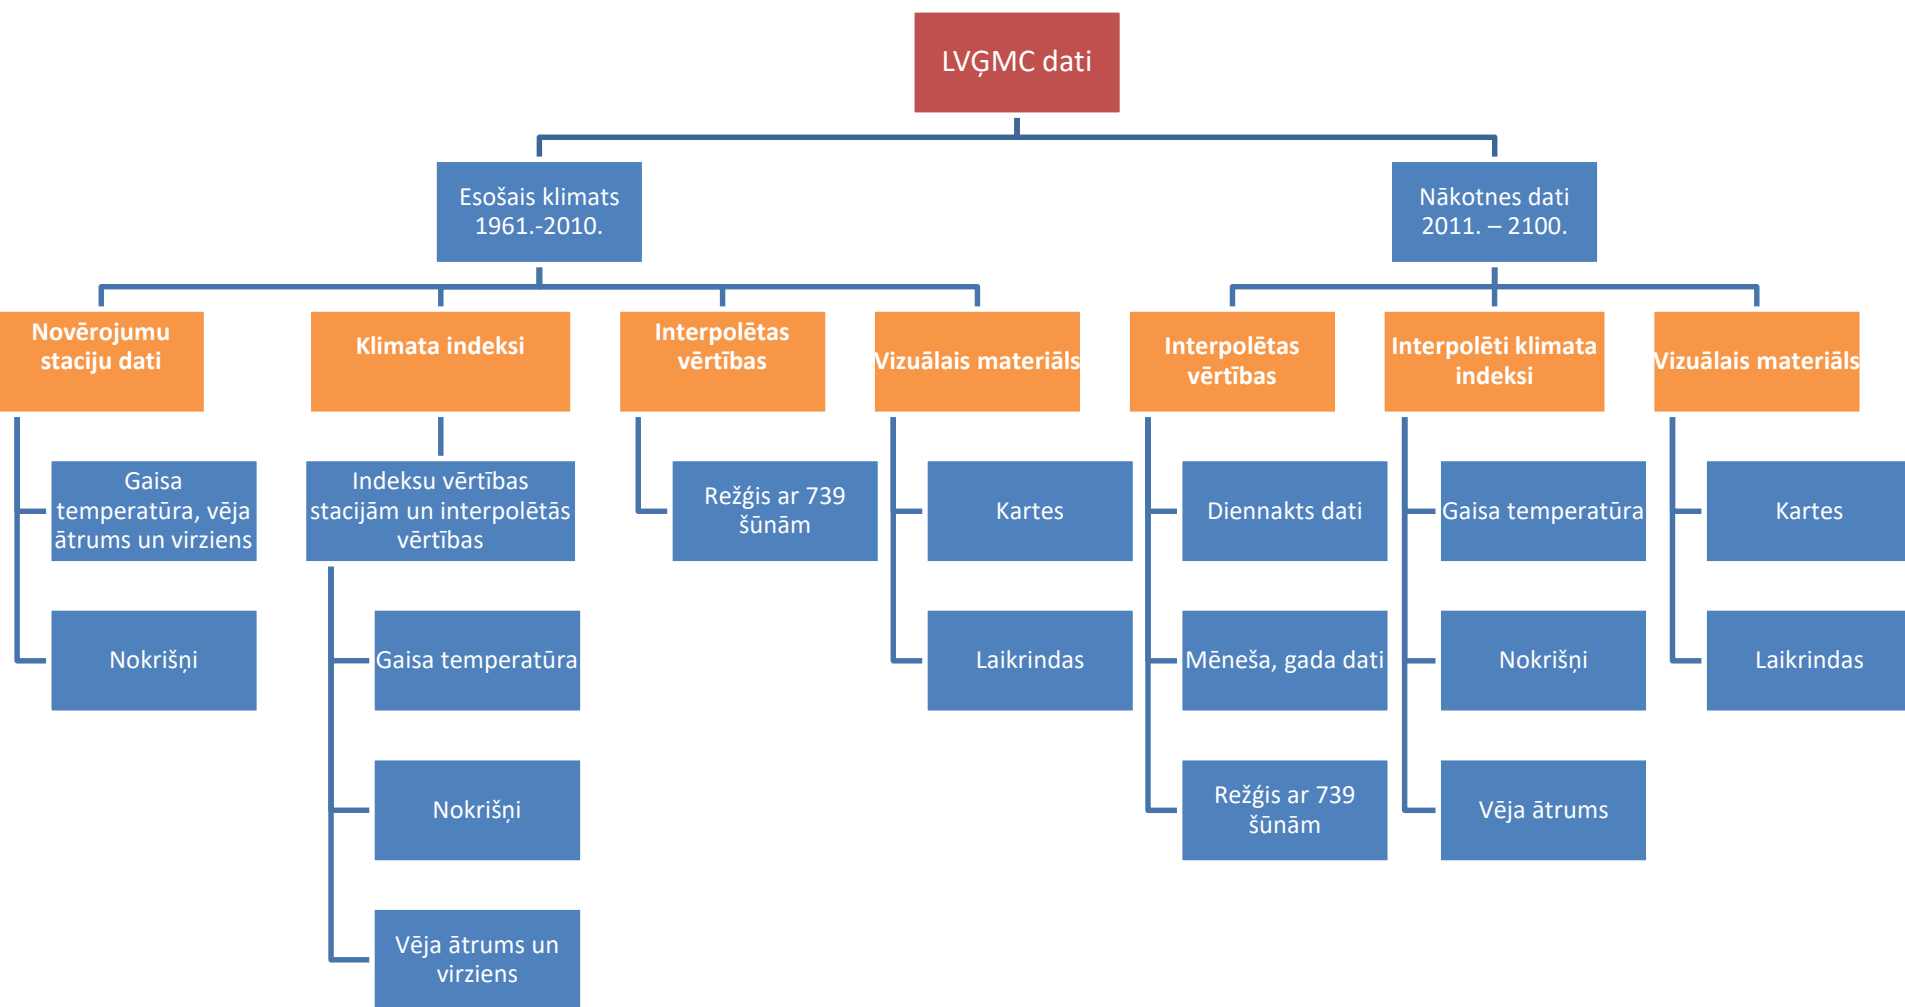 LVĢMC dati
Esošais klimats
1961.-2010.
Nākotnes dati
2011. – 2100.
Novērojumu
staciju dati
Klimata indeksi
Interpolētas
vērtības
Vizuālais materiāls
Interpolētas
vērtības
Interpolēti klimata
indeksi
Vizuālais materiāls
Gaisa
temperatūra, vēja
ātrums un virziens
Indeksu vērtības
stacijām un interpolētās
vērtības
Režģis ar 739
šūnām
Kartes
Diennakts dati
Gaisa temperatūra
Kartes
Nokrišņi
Gaisa temperatūra
Laikrindas
Mēneša, gada dati
Nokrišņi
Laikrindas
Nokrišņi
Režģis ar 739
šūnām
Vēja ātrums
Vēja ātrums un
virziens